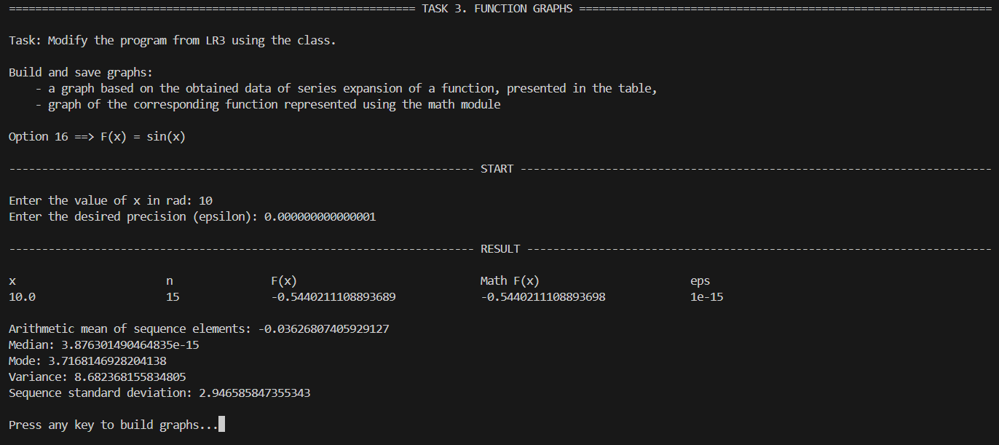 ============================================================== TASK 3. FUNCTION GRAPHS ===============================================================
Task: Modify the program from LR3 using the class.
Build and save graphs:
- a graph based on the obtained data of series expansion of a function, presented in the table,
- graph of the corresponding function represented using the math module
Option 16 ==> F(x) = sin(x)
----------------------------------------------------------------------- START ------------------------------------------------------------------------
Enter the value of x in rad: 10
Enter the desired precision (epsilon): 0.000000000000001
----------------------------------------------------------------------- RESULT -----------------------------------------------------------------------
x n F(x) Math F(x) eps
10.0 15 -0.5440211108893689 -0.5440211108893698 1e-15
Arithmetic mean of sequence elements: -0.03626807405929127
Median: 3.876301490464835e-15
Mode: 3.7168146928204138
Variance: 8.682368155834805
Sequence standard deviation: 2.946585847355343
Press any key to build graphs...